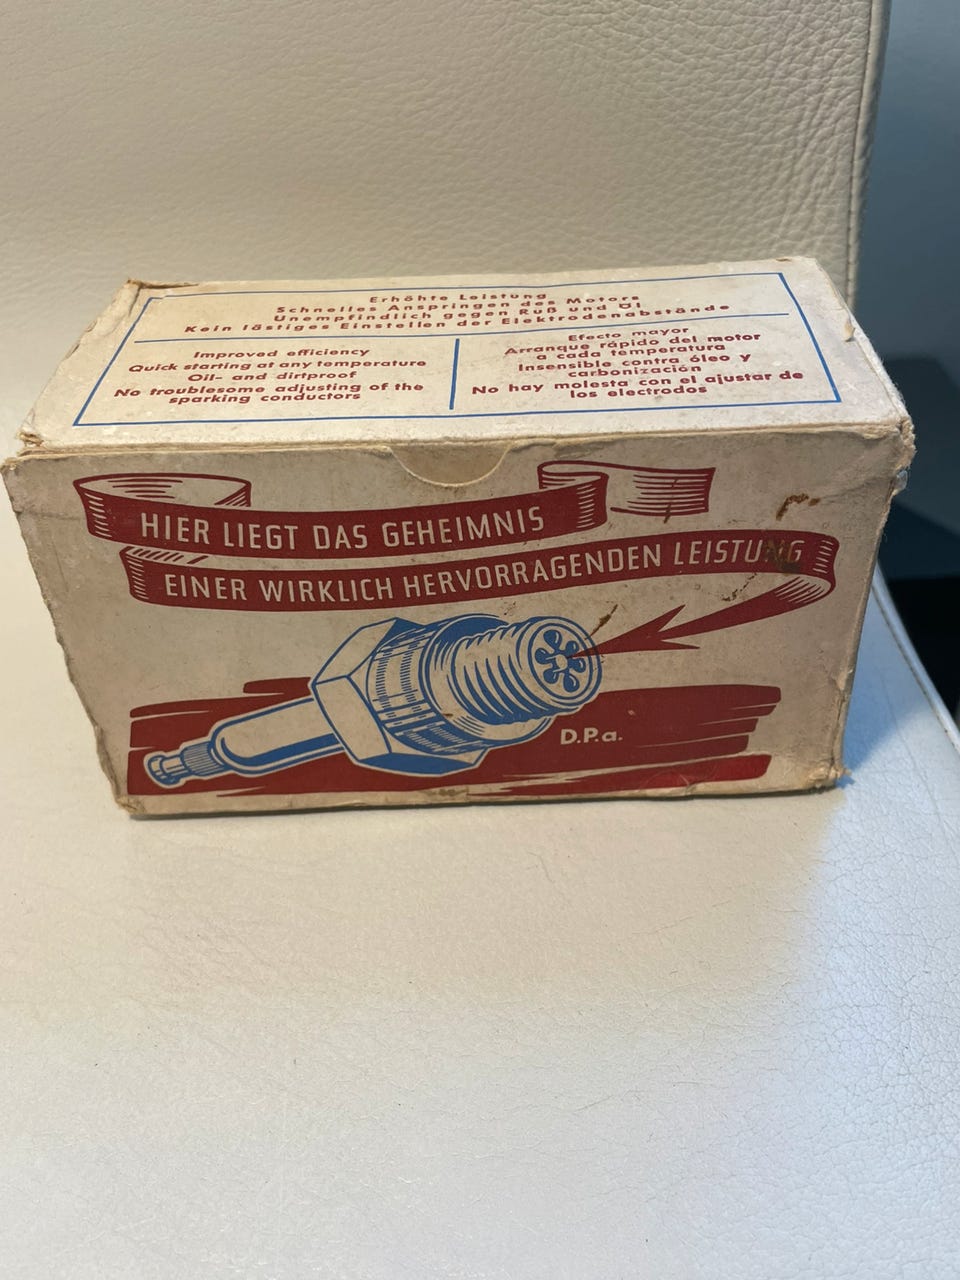 Erhöhte Leistung
Schnelles Anspringen des Motors
Unempfindlich gegen Ruß und Öl
Kein lästiges Einstellen der Elektrodenabstände
Improved efficiency
Quick starting at any temperature
Oil- and dirtproof
No troublesome adjusting of the
sparking conductors
Efecto mayor
Arranque rápido del motor
a cada temperatura
Insensible contra óleo y
carbonización
No hay molesta con el ajustar de
los electrodos
HIER LIEGT DAS GEHEIMNIS
EINER WIRKLICH HERVORRAGENDEN LEISTUNG
D.P.a.